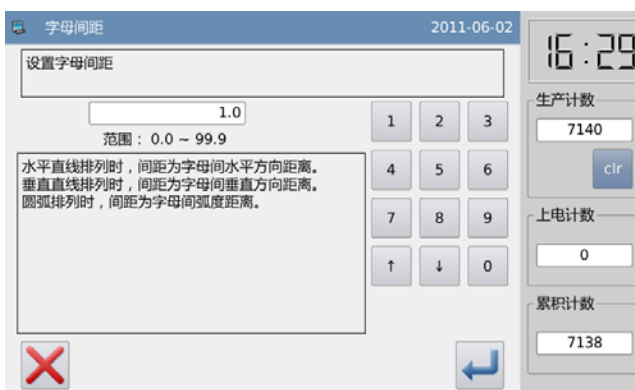 字母间距 2011-06-02
设置字母间距
1.0
范围： 0.0 ~ 99.9
水平直线排列时，间距为字母间水平方向距离。
垂直直线排列时，间距为字母间垂直方向距离。
圆弧排列时，间距为字母间弧度距离。
1 2 3
4 5 6
7 8 9
↑ ↓ 0
16:29
生产计数
7140
clr
上电计数
0
累积计数
7138